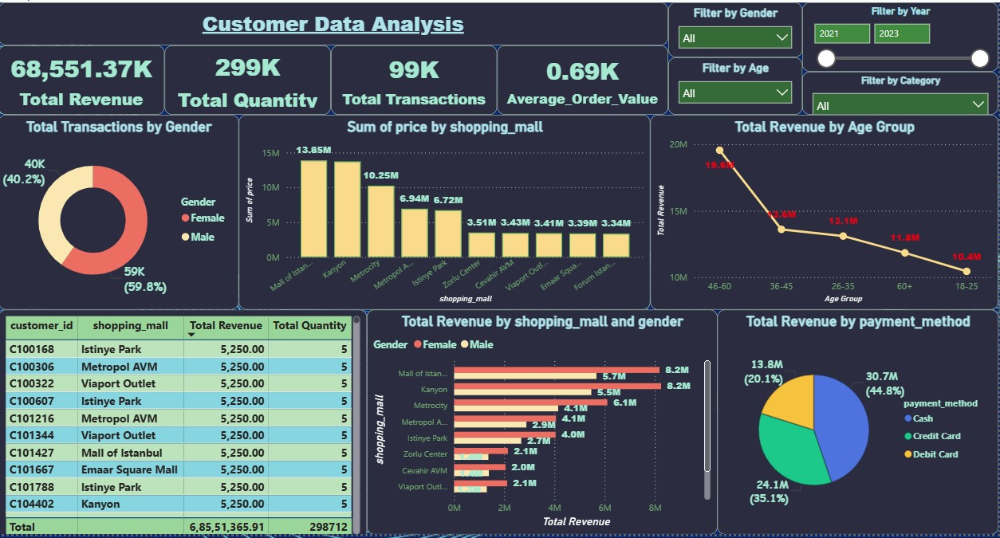 Customer Data Analysis
Filter by Gender
All
Filter by Age
All
Filter by Year
2021 2023
Filter by Category
All
68,551.37K
Total Revenue
299K
Total Quantity
99K
Total Transactions
0.69K
Average_Order_Value
Total Transactions by Gender
40K
(40.2%)
59K
(59.8%)
Gender
Female
Male
Sum of price by shopping_mall
Sum of price
15M
10M
5M
0M
13.85M
10.25M
6.94M
6.72M
3.51M
3.43M
3.41M
3.39M
3.34M
Mall of Istan...
Kanyon
Metrocity
Metropol A...
Istinye Park
Zorlu Center
Cevahir AVM
Viaport Outl...
Emaar Squa...
Forum Istan...
shopping_mall
Total Revenue by Age Group
Total Revenue
20M
15M
10M
19.6M
13.6M
13.1M
11.8M
10.4M
46-60 36-45 26-35 60+ 18-25
Age Group
customer_id shopping_mall Total Revenue Total Quantity
C100168 Istinye Park 5,250.00 5
C100306 Metropol AVM 5,250.00 5
C100322 Viaport Outlet 5,250.00 5
C100607 Istinye Park 5,250.00 5
C101216 Metropol AVM 5,250.00 5
C101344 Viaport Outlet 5,250.00 5
C101427 Mall of Istanbul 5,250.00 5
C101667 Emaar Square Mall 5,250.00 5
C101788 Istinye Park 5,250.00 5
C104402 Kanyon 5,250.00 5
Total 6,85,51,365.91 298712
Total Revenue by shopping_mall and gender
Gender Female Male
shopping_mall
Mall of Istan... 8.2M
5.7M
Kanyon 8.2M
5.5M
Metrocity 6.1M
4.1M
Metropol A... 4.1M
2.9M
Istinye Park 4.0M
2.7M
Zorlu Center 2.1M
Cevahir AVM 2.0M
Viaport Outl... 2.1M
0M 2M 4M 6M 8M
Total Revenue
Total Revenue by payment_method
13.8M
(20.1%)
30.7M
(44.8%)
24.1M
(35.1%)
payment_method
Cash
Credit Card
Debit Card